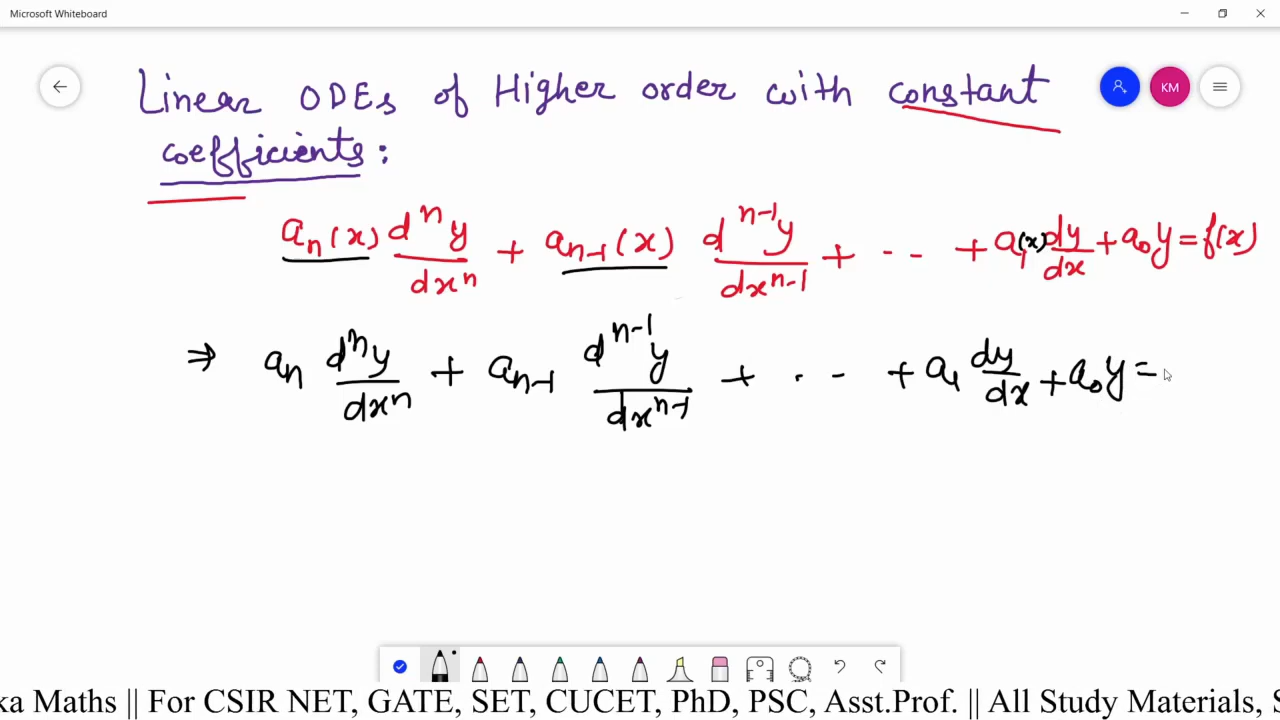 Microsoft Whiteboard
KM
Linear ODEs of Higher order with constant
coefficients:
aₙ(x) dⁿy/dxⁿ + aₙ₋₁(x) dⁿ⁻¹y/dxⁿ⁻¹ + .. .. + a₁(x) dy/dx + a₀y = f(x)
⇒ aₙ dⁿy/dxⁿ + aₙ₋₁ dⁿ⁻¹y/dxⁿ⁻¹ + . .. + a₁ dy/dx + a₀y =
ka Maths || For CSIR NET, GATE, SET, CUCET, PhD, PSC, Asst.Prof. || All Study Materials, S